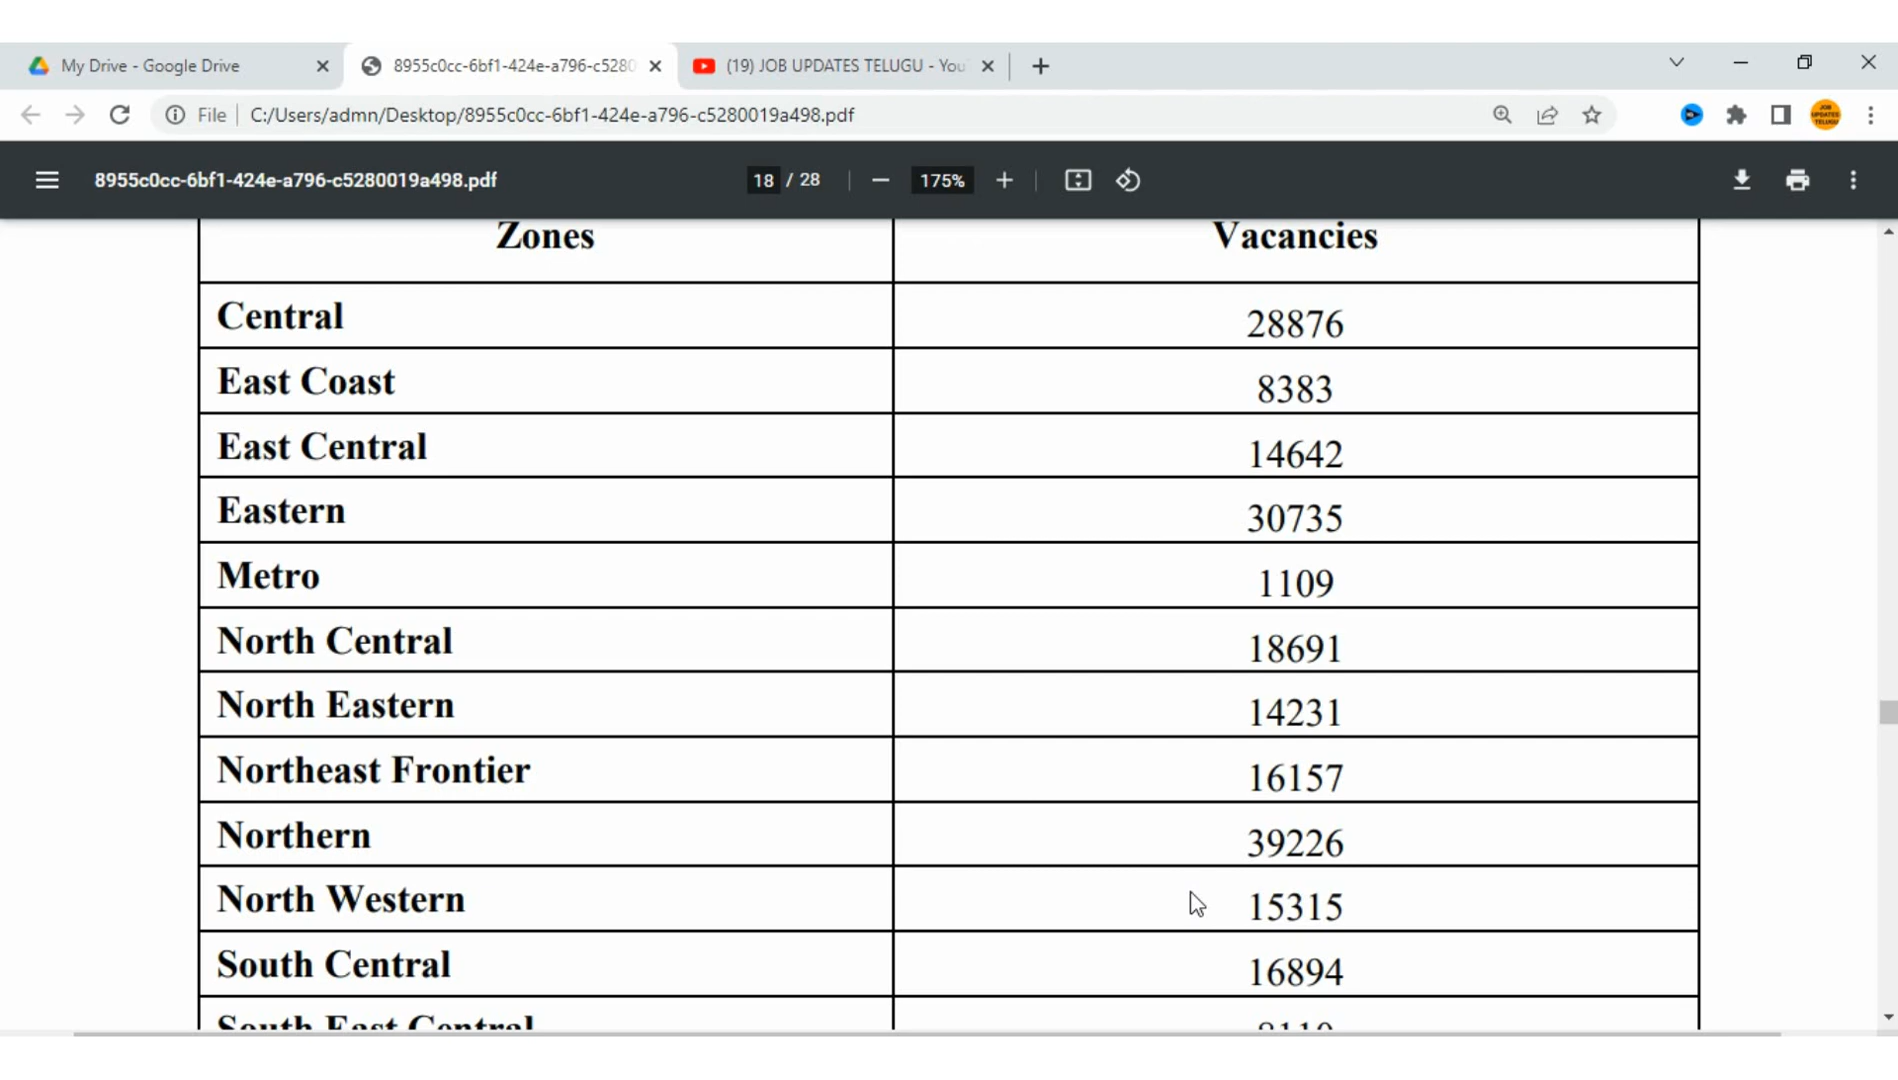 My Drive - Google Drive
8955c0cc-6bf1-424e-a796-c5280
(19) JOB UPDATES TELUGU - You
File
C:/Users/admn/Desktop/8955c0cc-6bf1-424e-a796-c5280019a498.pdf
JOB UPDATES TELUGU
8955c0cc-6bf1-424e-a796-c5280019a498.pdf
18 / 28
175%
Zones Vacancies
Central 28876
East Coast 8383
East Central 14642
Eastern 30735
Metro 1109
North Central 18691
North Eastern 14231
Northeast Frontier 16157
Northern 39226
North Western 15315
South Central 16894
South East Central